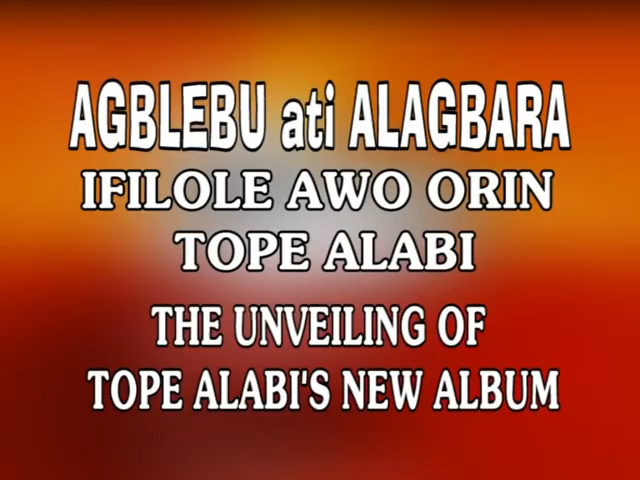 AGBLEBU ati ALAGBARA
IFILOLE AWO ORIN
TOPE ALABI
THE UNVEILING OF
TOPE ALABI'S NEW ALBUM